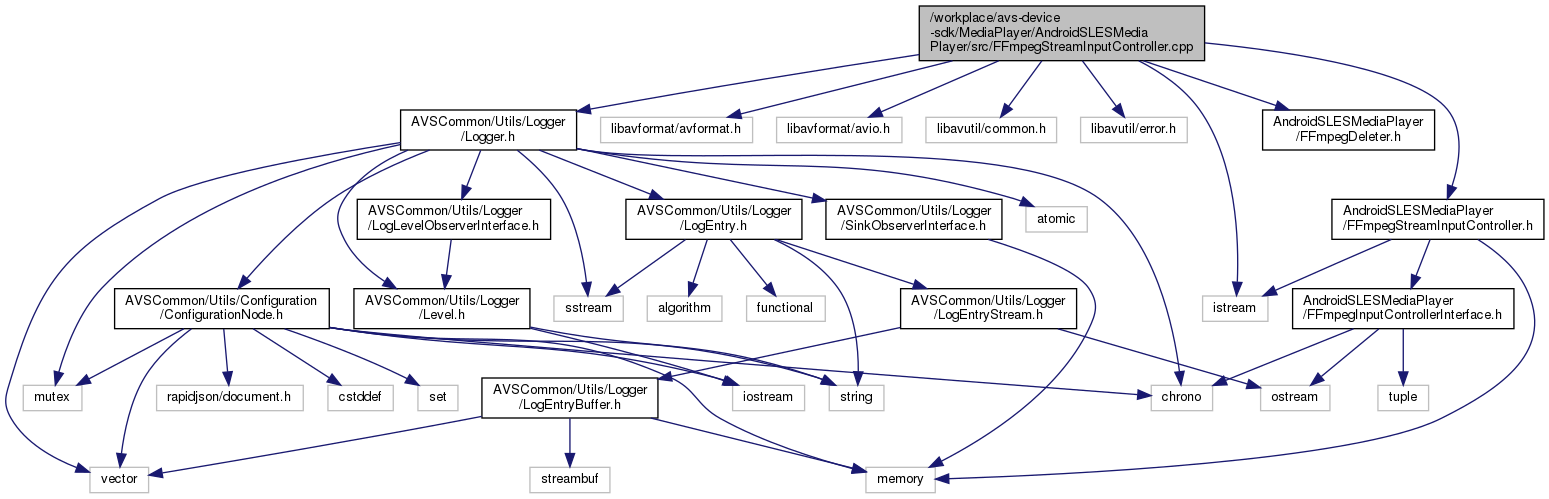 /workplace/avs-device
-sdk/MediaPlayer/AndroidSLESMedia
Player/src/FFmpegStreamInputController.cpp
AVSCommon/Utils/Logger
/Logger.h
libavformat/avformat.h
libavformat/avio.h
libavutil/common.h
libavutil/error.h
AndroidSLESMediaPlayer
/FFmpegDeleter.h
AVSCommon/Utils/Logger
/LogLevelObserverInterface.h
AVSCommon/Utils/Logger
/LogEntry.h
AVSCommon/Utils/Logger
/SinkObserverInterface.h
atomic
AndroidSLESMediaPlayer
/FFmpegStreamInputController.h
AVSCommon/Utils/Configuration
/ConfigurationNode.h
AVSCommon/Utils/Logger
/Level.h
sstream
algorithm
functional
AVSCommon/Utils/Logger
/LogEntryStream.h
istream
AndroidSLESMediaPlayer
/FFmpegInputControllerInterface.h
mutex
rapidjson/document.h
cstddef
set
AVSCommon/Utils/Logger
/LogEntryBuffer.h
iostream
string
chrono
ostream
tuple
vector
streambuf
memory